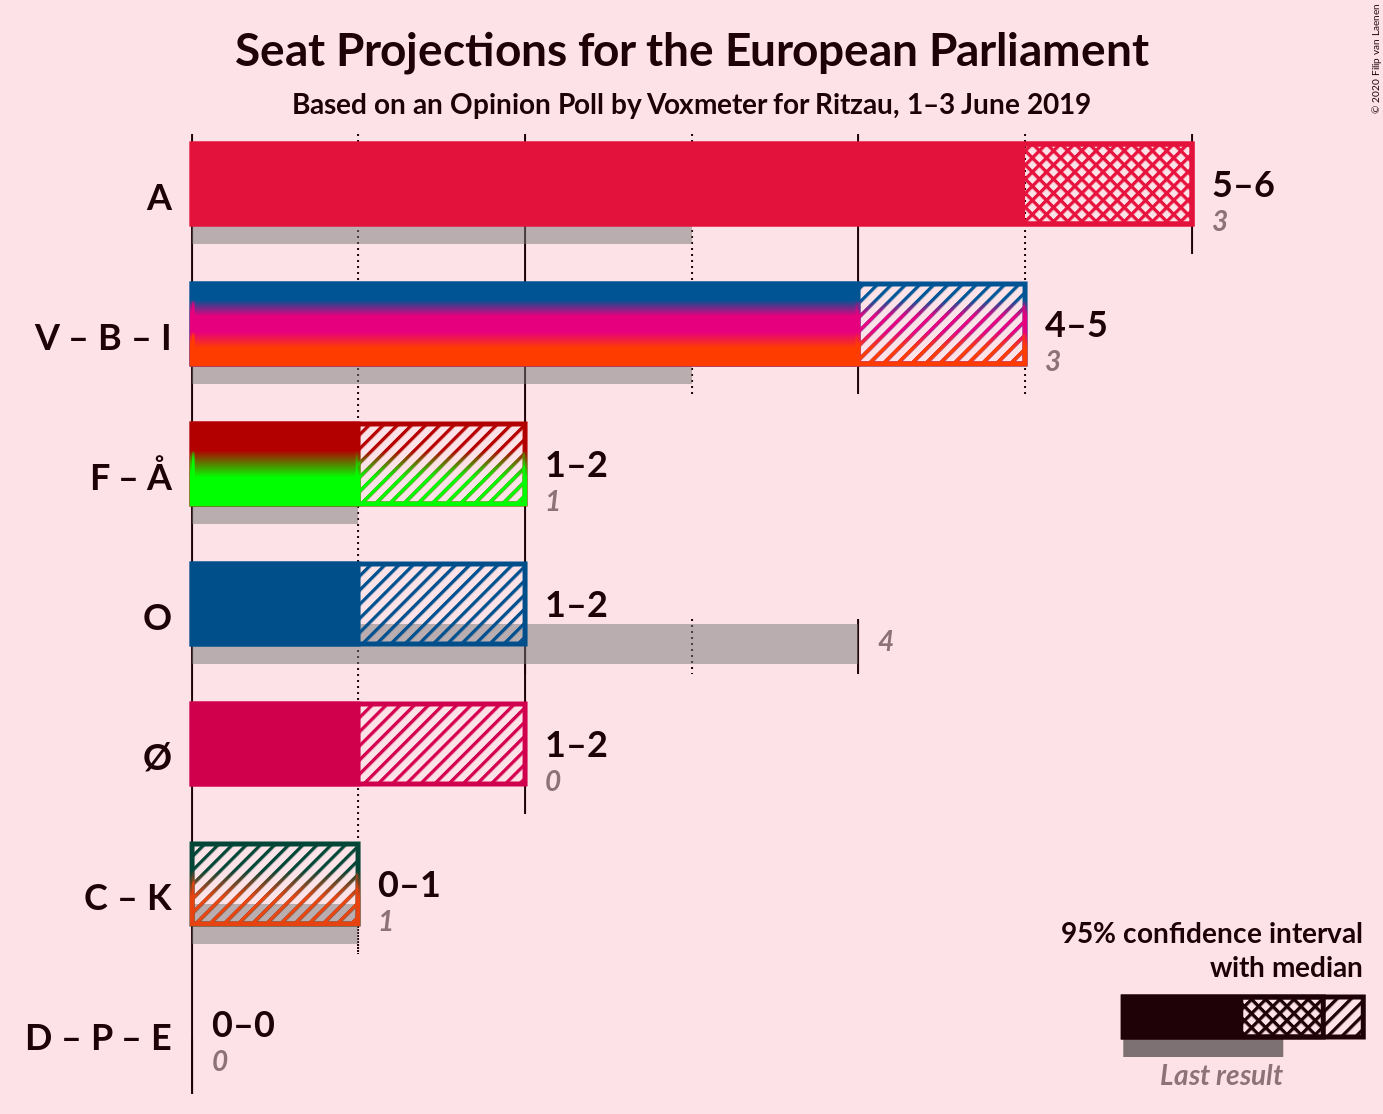 Seat Projections for the European Parliament
Based on an Opinion Poll by Voxmeter for Ritzau, 1–3 June 2019
© 2020 Filip van Laenen
A
5–6
3
V – B – I
4–5
3
F – Å
1–2
1
O
1–2
4
Ø
1–2
0
C – K
0–1
1
D – P – E
0–0
0
95% confidence interval
with median
Last result